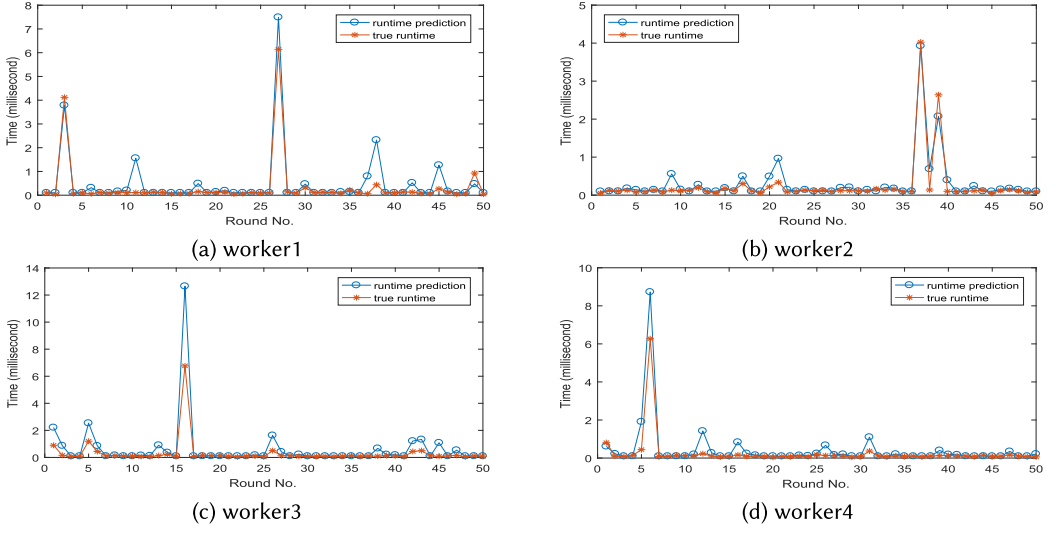 8
7
6
5
4
3
2
1
0
Time (millisecond)
runtime prediction
true runtime
0 5 10 15 20 25 30 35 40 45 50
Round No.
(a) worker1
5
4
3
2
1
0
Time (millisecond)
runtime prediction
true runtime
0 5 10 15 20 25 30 35 40 45 50
Round No.
(b) worker2
14
12
10
8
6
4
2
0
Time (millisecond)
runtime prediction
true runtime
0 5 10 15 20 25 30 35 40 45 50
Round No.
(c) worker3
10
8
6
4
2
0
Time (millisecond)
runtime prediction
true runtime
0 5 10 15 20 25 30 35 40 45 50
Round No.
(d) worker4